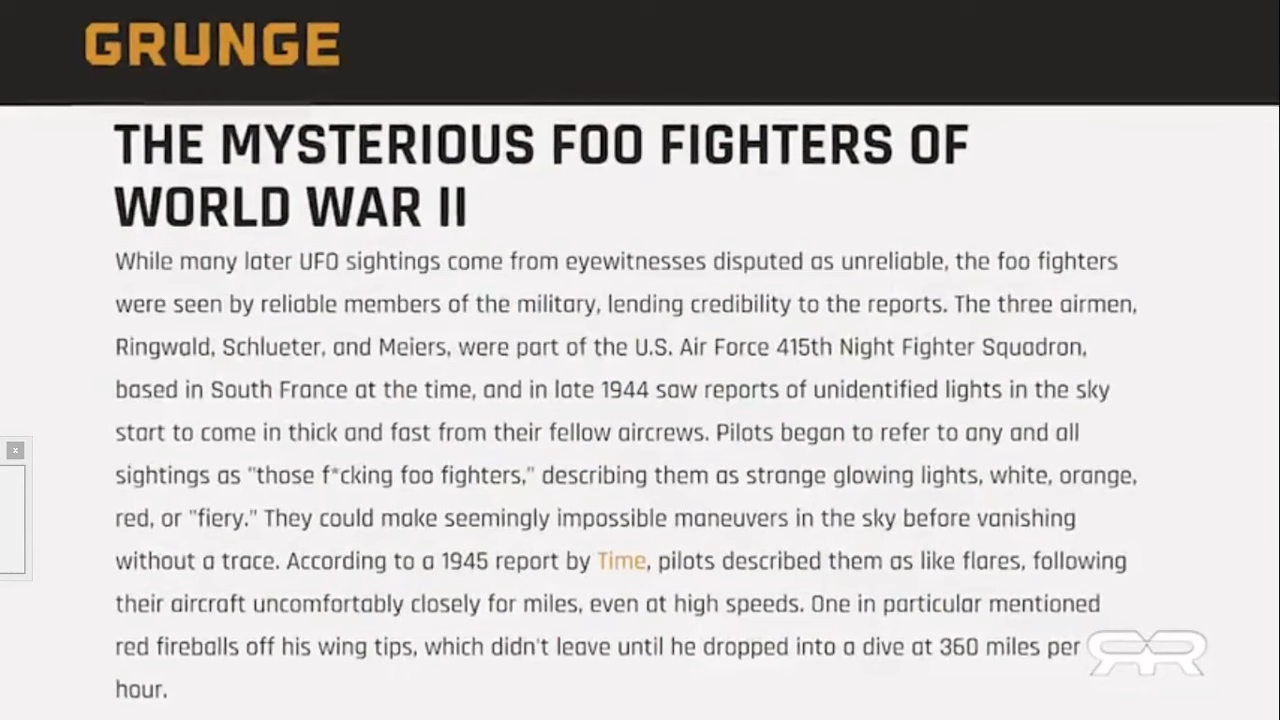 GRUNGE
THE MYSTERIOUS FOO FIGHTERS OF
WORLD WAR II
While many later UFO sightings come from eyewitnesses disputed as unreliable, the foo fighters
were seen by reliable members of the military, lending credibility to the reports. The three airmen,
Ringwald, Schlueter, and Meiers, were part of the U.S. Air Force 415th Night Fighter Squadron,
based in South France at the time, and in late 1944 saw reports of unidentified lights in the sky
start to come in thick and fast from their fellow aircrews. Pilots began to refer to any and all
sightings as "those f*cking foo fighters," describing them as strange glowing lights, white, orange,
red, or "fiery." They could make seemingly impossible maneuvers in the sky before vanishing
without a trace. According to a 1945 report by Time, pilots described them as like flares, following
their aircraft uncomfortably closely for miles, even at high speeds. One in particular mentioned
red fireballs off his wing tips, which didn't leave until he dropped into a dive at 360 miles per
hour.
RR
x